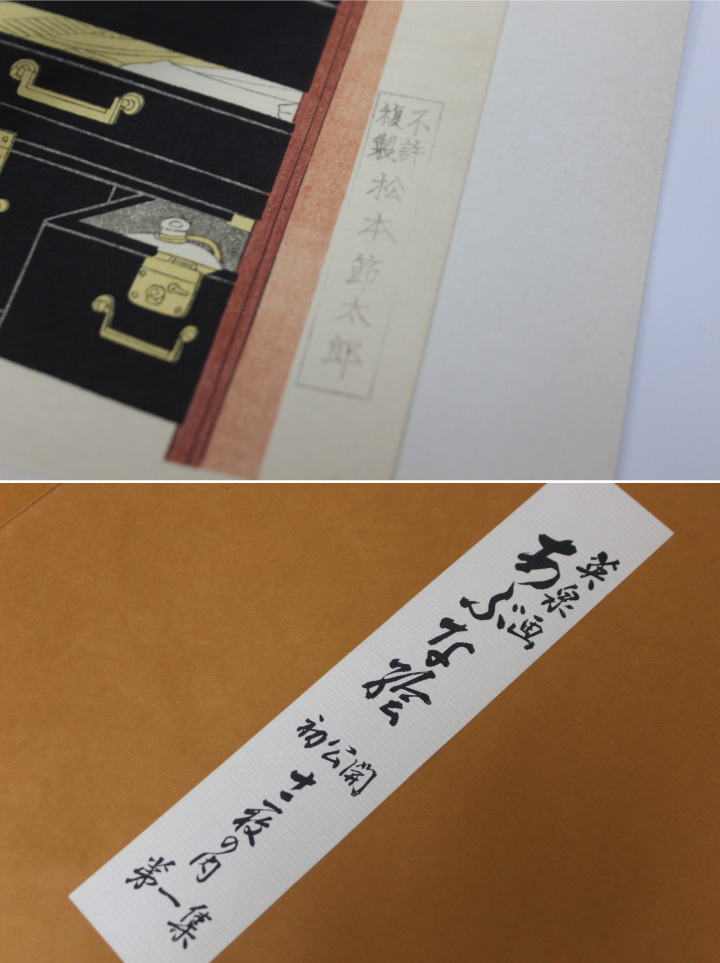 不許
複製
松本節太郎
英泉画
あぶな絵
初公開
十二枚の内
第一集